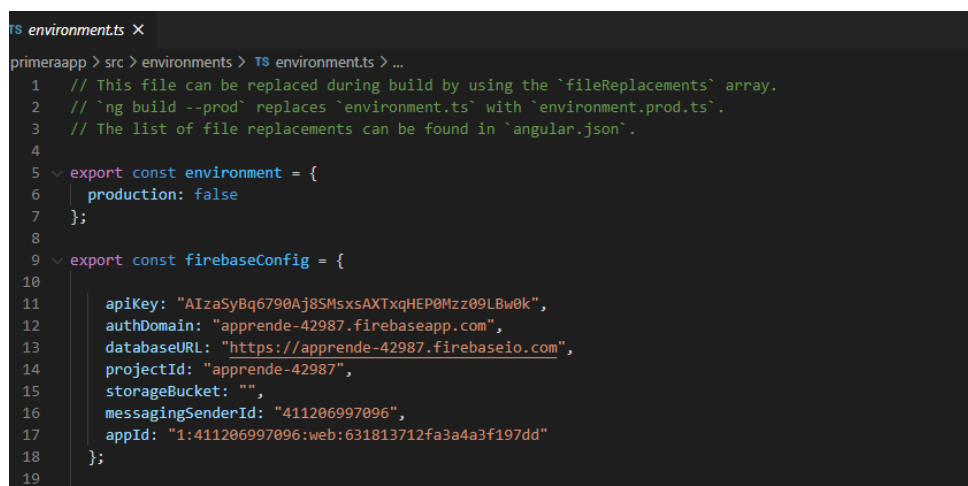 TS environment.ts ×
primeraapp > src > environments > TS environment.ts > ...
1 // This file can be replaced during build by using the `fileReplacements` array.
2 // `ng build --prod` replaces `environment.ts` with `environment.prod.ts`.
3 // The list of file replacements can be found in `angular.json`.
4
5 export const environment = {
6 production: false
7 };
8
9 export const firebaseConfig = {
10
11 apiKey: "AIzaSyBq6790Aj8SMsxsAXTxqHEP0Mzz09LBw0k",
12 authDomain: "apprende-42987.firebaseapp.com",
13 databaseURL: "https://apprende-42987.firebaseio.com",
14 projectId: "apprende-42987",
15 storageBucket: "",
16 messagingSenderId: "411206997096",
17 appId: "1:411206997096:web:631813712fa3a4a3f197dd"
18 };
19